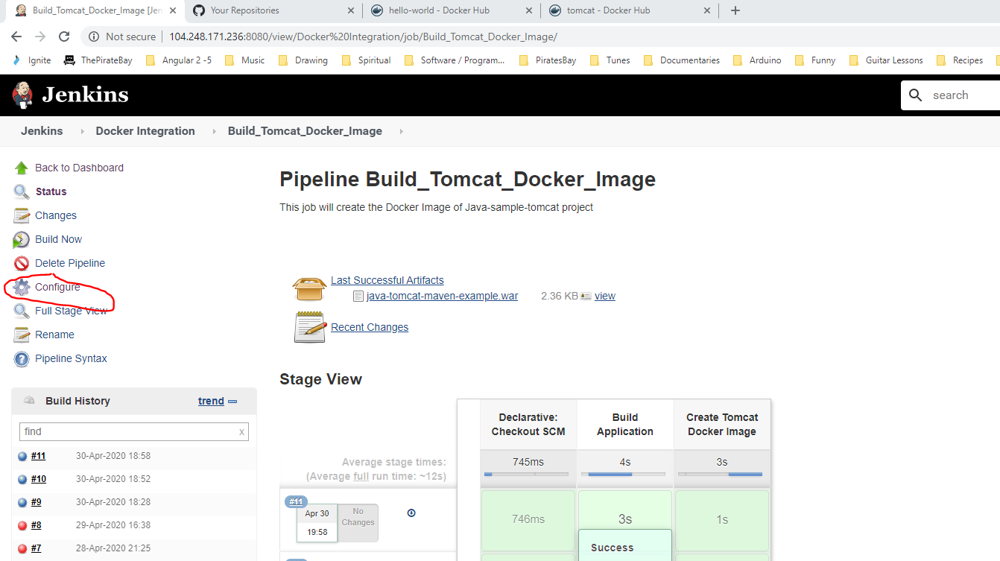 Build_Tomcat_Docker_Image [Jen
Your Repositories
hello-world - Docker Hub
tomcat - Docker Hub
Not secure
104.248.171.236:8080/view/Docker%20Integration/job/Build_Tomcat_Docker_Image/
Ignite
ThePirateBay
Angular 2 -5
Music
Drawing
Spiritual
Software / Program...
PiratesBay
Tunes
Documentaries
Arduino
Funny
Guitar Lessons
Recipes
Jenkins
search
Jenkins
Docker Integration
Build_Tomcat_Docker_Image
Back to Dashboard
Status
Changes
Build Now
Delete Pipeline
Configure
Full Stage View
Rename
Pipeline Syntax
Build History
trend
find
x
#11 30-Apr-2020 18:58
#10 30-Apr-2020 18:52
#9 30-Apr-2020 18:28
#8 29-Apr-2020 16:38
#7 28-Apr-2020 21:25
Pipeline Build_Tomcat_Docker_Image
This job will create the Docker Image of Java-sample-tomcat project
Last Successful Artifacts
java-tomcat-maven-example.war 2.36 KB view
Recent Changes
Stage View
Declarative:
Checkout SCM
Build
Application
Create Tomcat
Docker Image
Average stage times:
(Average full run time: ~12s)
745ms
4s
3s
#11
Apr 30
19:58
No
Changes
746ms
3s
1s
Success